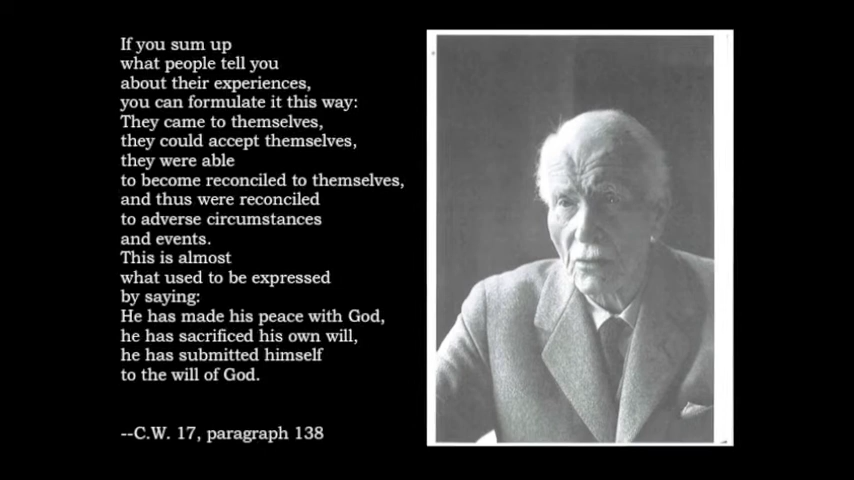 If you sum up
what people tell you
about their experiences,
you can formulate it this way:
They came to themselves,
they could accept themselves,
they were able
to become reconciled to themselves,
and thus were reconciled
to adverse circumstances
and events.
This is almost
what used to be expressed
by saying:
He has made his peace with God,
he has sacrificed his own will,
he has submitted himself
to the will of God.
--C.W. 17, paragraph 138